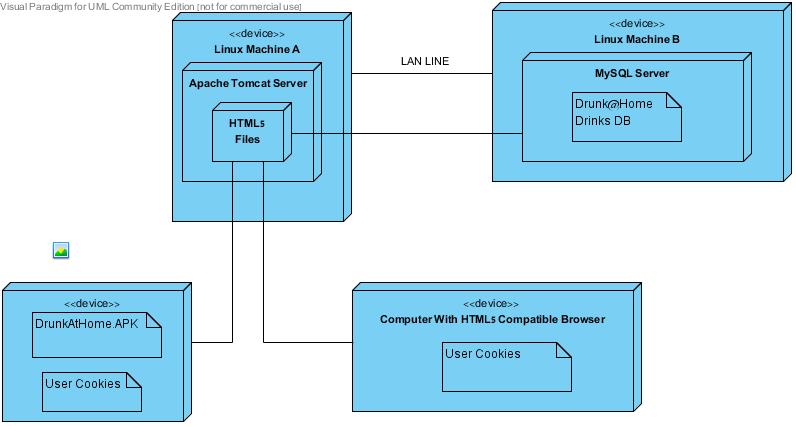 Visual Paradigm for UML Community Edition [not for commercial use]
<<device>>
Linux Machine A
Apache Tomcat Server
HTML5
Files
LAN LINE
<<device>>
Linux Machine B
MySQL Server
Drunk@Home
Drinks DB
<<device>>
DrunkAtHome.APK
User Cookies
<<device>>
Computer With HTML5 Compatible Browser
User Cookies